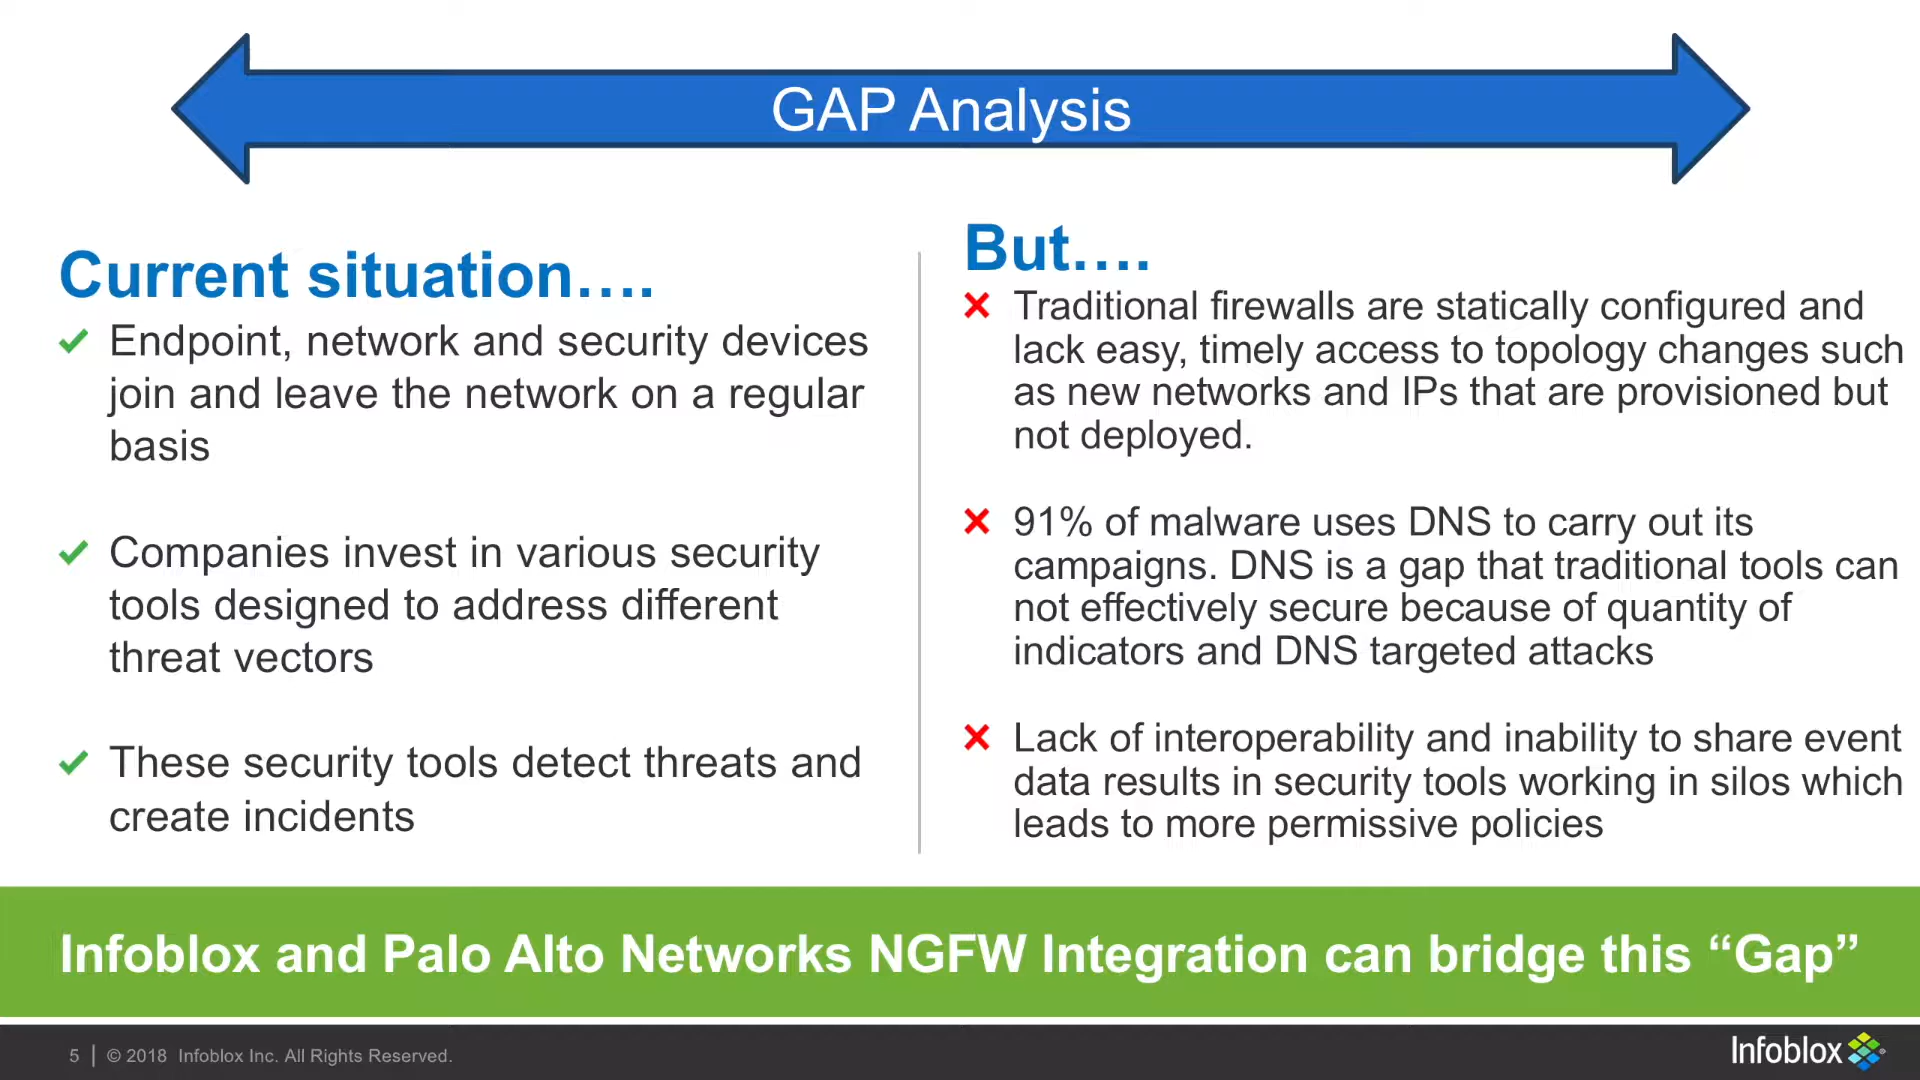 GAP Analysis
Current situation….
Endpoint, network and security devices
join and leave the network on a regular
basis
Companies invest in various security
tools designed to address different
threat vectors
These security tools detect threats and
create incidents
But….
Traditional firewalls are statically configured and
lack easy, timely access to topology changes such
as new networks and IPs that are provisioned but
not deployed.
91% of malware uses DNS to carry out its
campaigns. DNS is a gap that traditional tools can
not effectively secure because of quantity of
indicators and DNS targeted attacks
Lack of interoperability and inability to share event
data results in security tools working in silos which
leads to more permissive policies
Infoblox and Palo Alto Networks NGFW Integration can bridge this “Gap”
5 | © 2018 Infoblox Inc. All Rights Reserved.
Infoblox